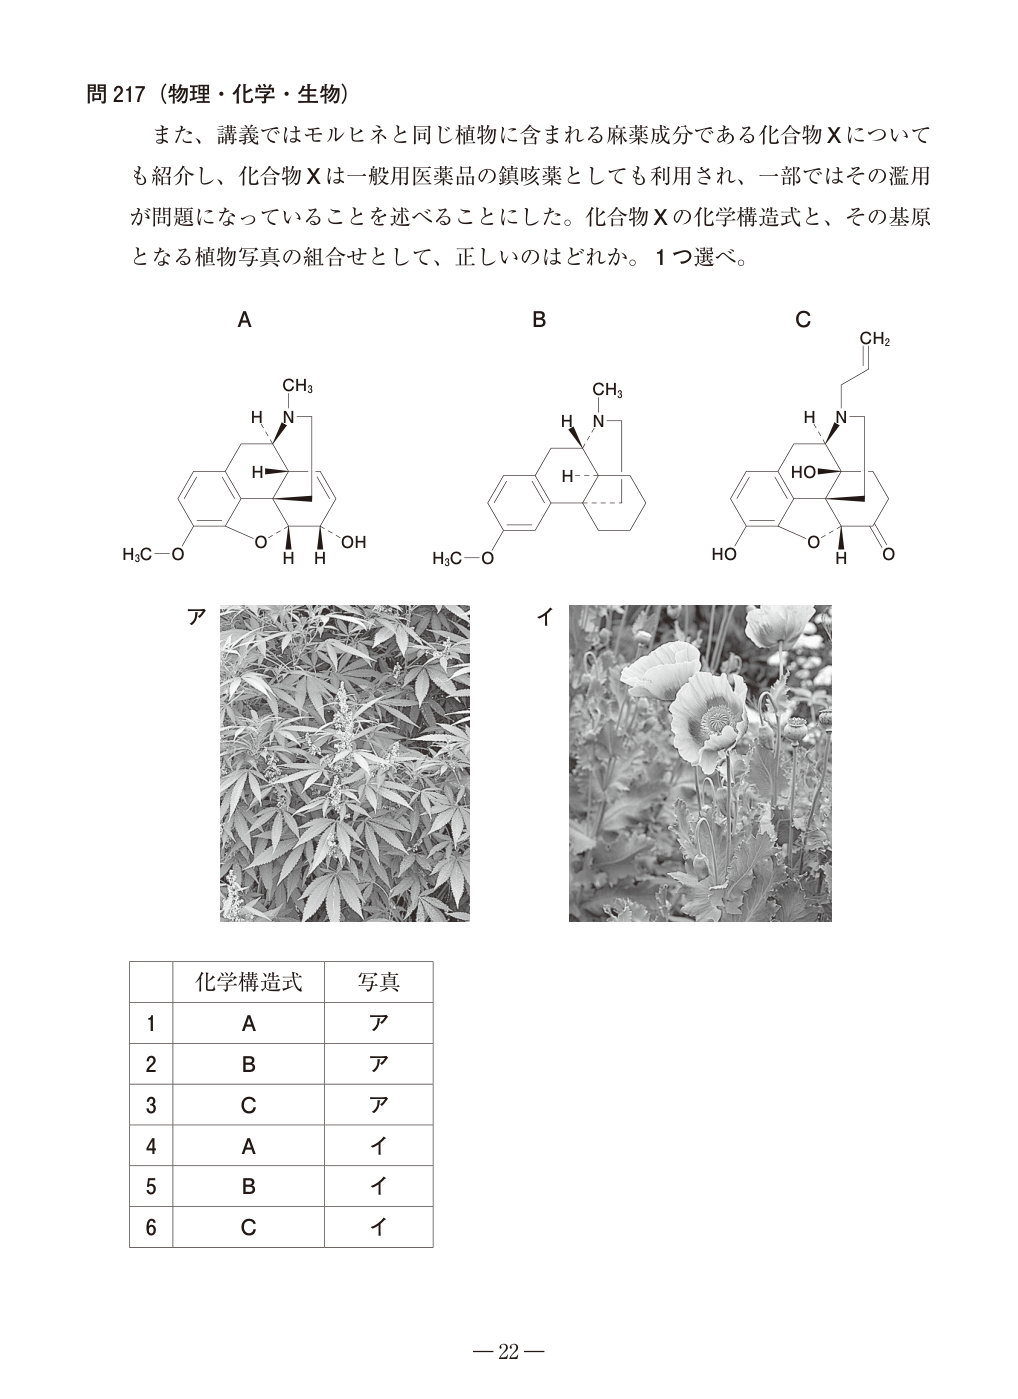 問 217（物理・化学・生物）
また、講義ではモルヒネと同じ植物に含まれる麻薬成分である化合物 X について
も紹介し、化合物 X は一般用医薬品の鎮咳薬としても利用され、一部ではその濫用
が問題になっていることを述べることにした。化合物 X の化学構造式と、その基原
となる植物写真の組合せとして、正しいのはどれか。1 つ選べ。
A B C
CH₃
H N
H
H₃C O
O
H H
OH
CH₃
H N
H
H₃C O
CH₂
H N
HO
HO
O
H
O
ア イ
化学構造式 写真
1 A ア
2 B ア
3 C ア
4 A イ
5 B イ
6 C イ
— 22 —